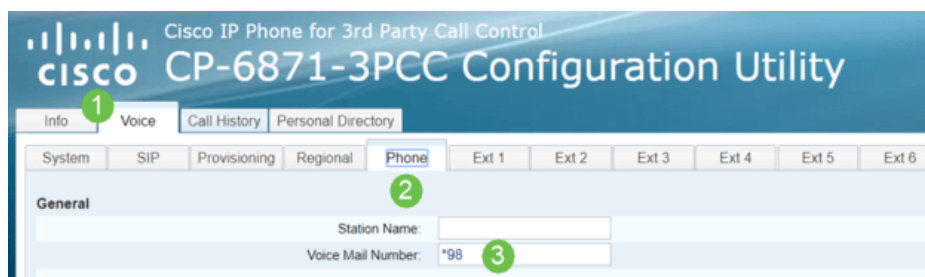 Cisco IP Phone for 3rd Party Call Control
CISCO CP-6871-3PCC Configuration Utility
1
Info Voice Call History Personal Directory
System SIP Provisioning Regional Phone Ext 1 Ext 2 Ext 3 Ext 4 Ext 5 Ext 6
2
General
Station Name:
Voice Mail Number: *98 3